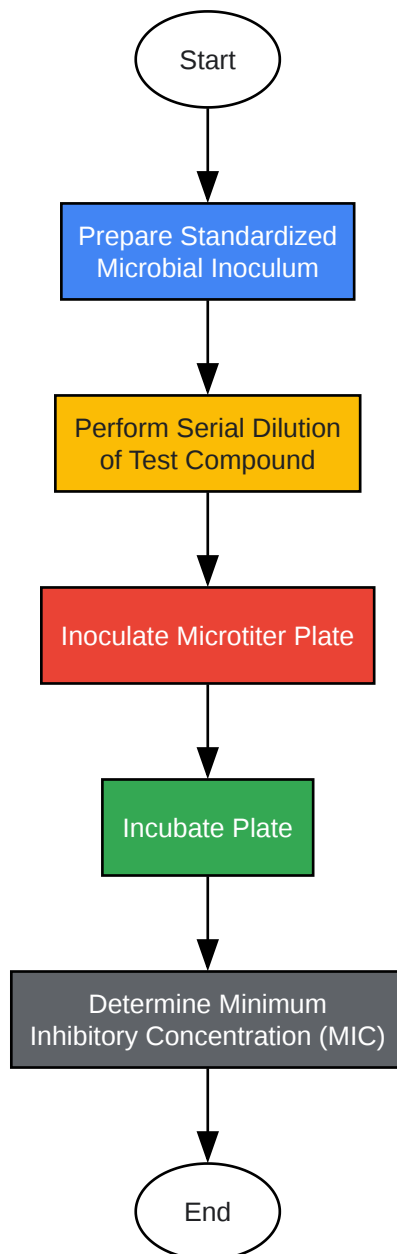 Start
Prepare Standardized
Microbial Inoculum
Perform Serial Dilution
of Test Compound
Inoculate Microtiter Plate
Incubate Plate
Determine Minimum
Inhibitory Concentration (MIC)
End